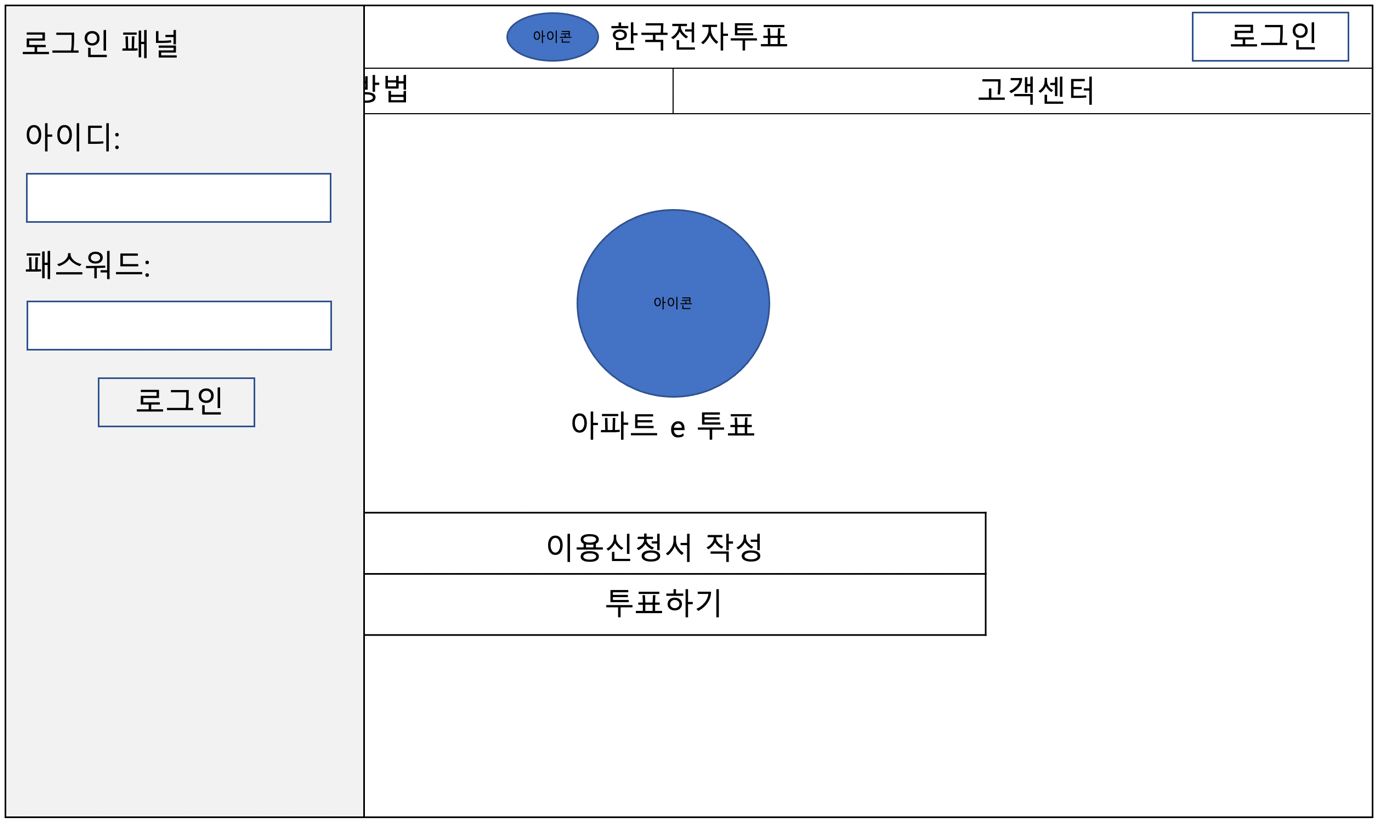 로그인 패널
아이디:
패스워드:
로그인
아이콘 한국전자투표
로그인
방법
고객센터
아이콘
아파트 e 투표
이용신청서 작성
투표하기